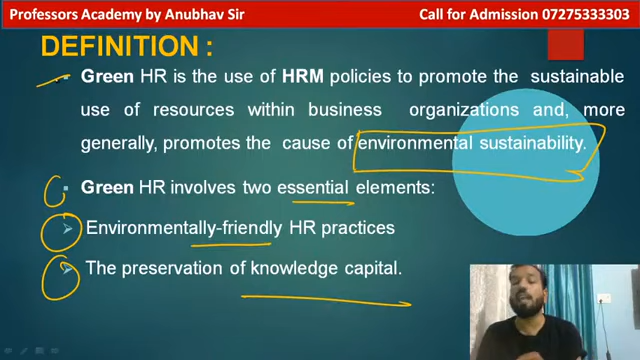 Professors Academy by Anubhav Sir Call for Admission 07275333303
DEFINITION :
Green HR is the use of HRM policies to promote the sustainable
use of resources within business organizations and, more
generally, promotes the cause of environmental sustainability.
Green HR involves two essential elements:
Environmentally-friendly HR practices
The preservation of knowledge capital.